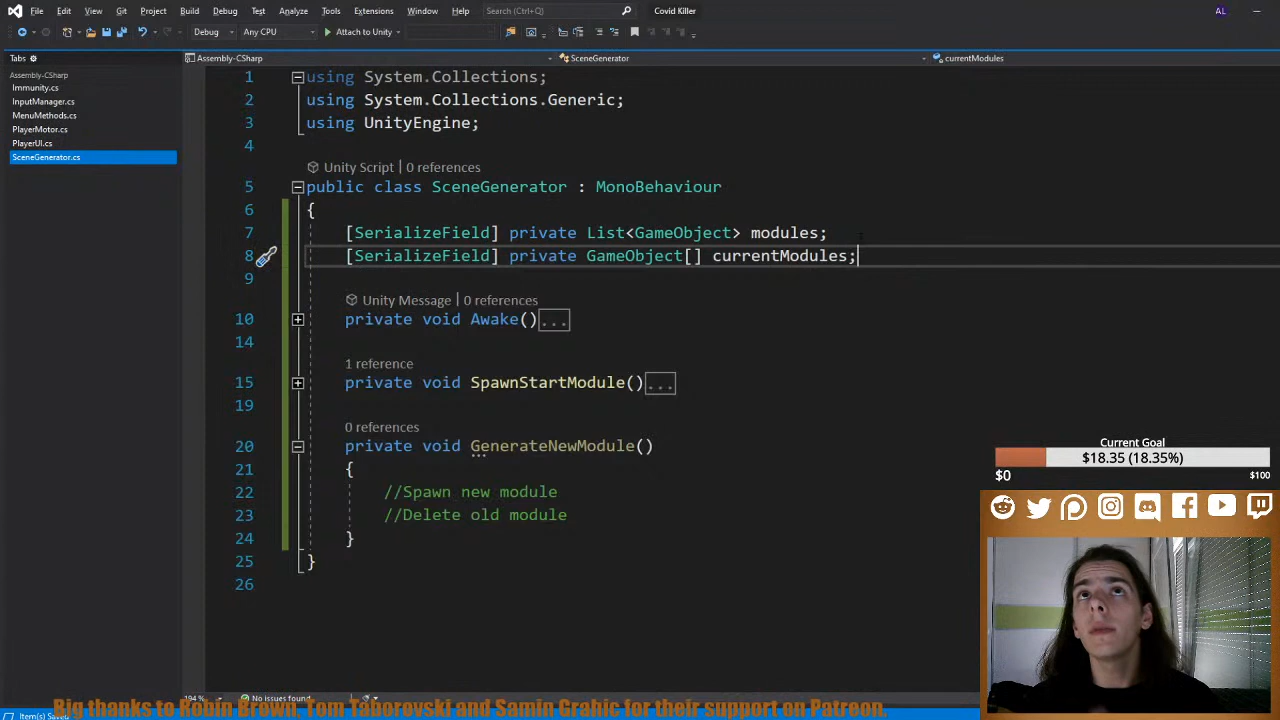 File Edit View Git Project Build Debug Test Analyze Tools Extensions Window Help Search (Ctrl+Q) Covid Killer AL
Debug Any CPU Attach to Unity
Tabs Assembly-CSharp SceneGenerator currentModules
Assembly-CSharp
Immunity.cs
InputManager.cs
MenuMethods.cs
PlayerMotor.cs
PlayerUI.cs
SceneGenerator.cs
1 using System.Collections;
2 using System.Collections.Generic;
3 using UnityEngine;
4
Unity Script | 0 references
5 public class SceneGenerator : MonoBehaviour
6 {
7 [SerializeField] private List<GameObject> modules;
8 [SerializeField] private GameObject[] currentModules;
9
Unity Message | 0 references
10 private void Awake()...
14
1 reference
15 private void SpawnStartModule()...
19
0 references
20 private void GenerateNewModule()
21 {
22 //Spawn new module
23 //Delete old module
24 }
25 }
26
Current Goal
$18.35 (18.35%)
$0 $100
194 % No issues found
Big thanks to Robin Brown, Tom Taborovski and Samin Grahic for their support on Patreon.
Item(s) Saved